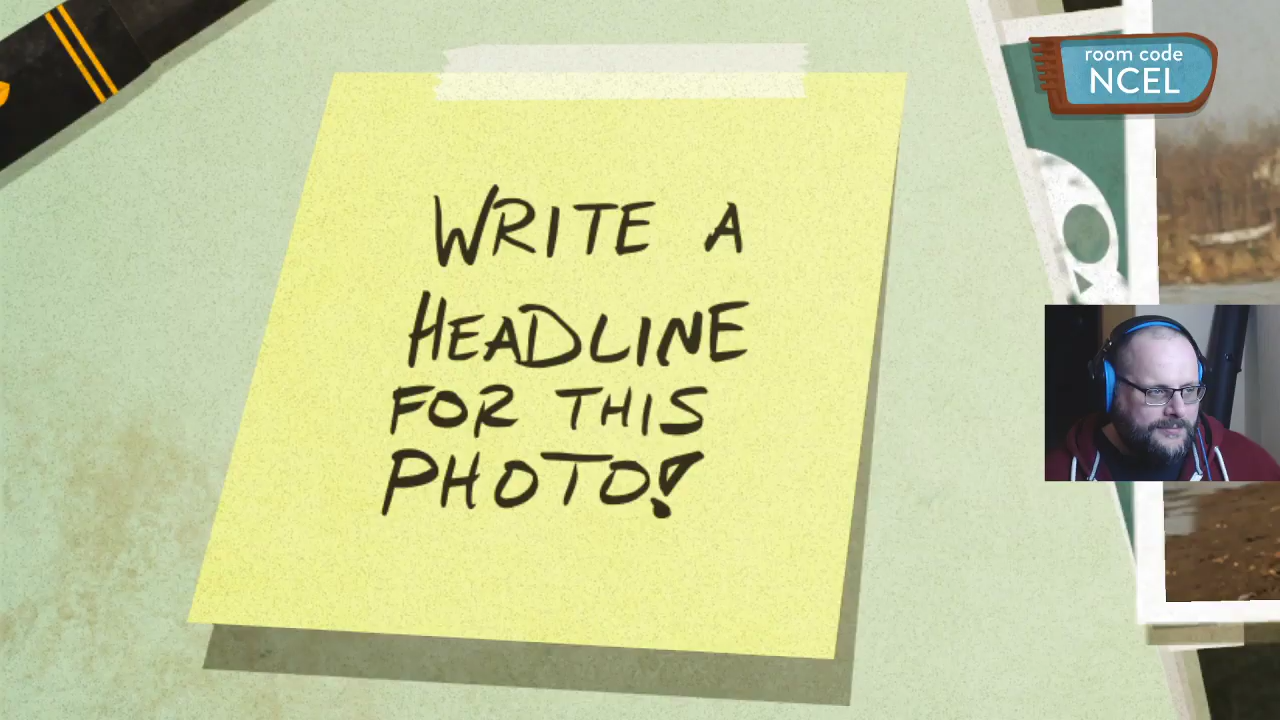 room code
NCEL
WRITE A
HEADLINE
FOR THIS
PHOTO!